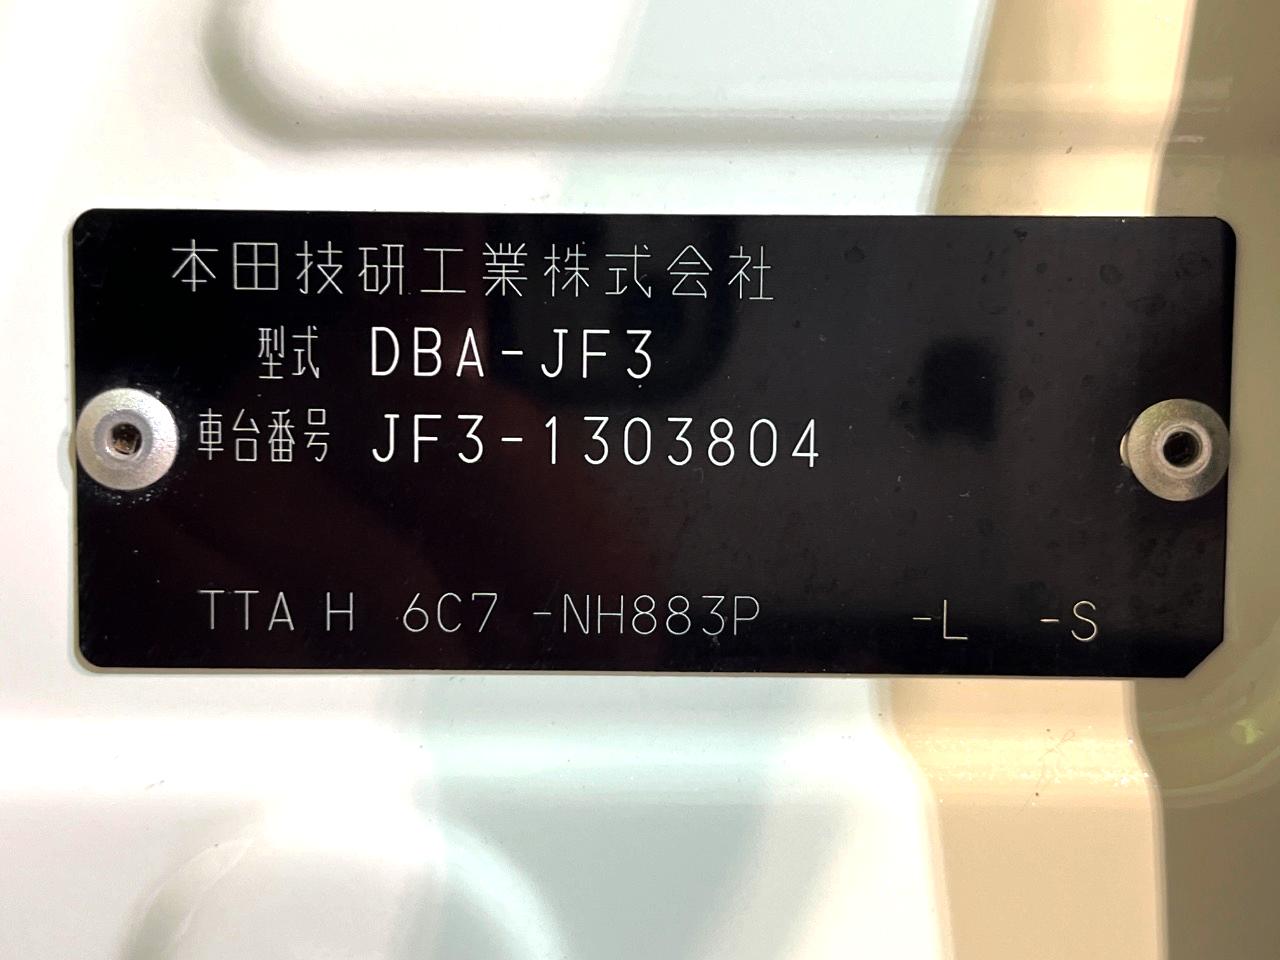 本田技研工業株式会社
型式 DBA-JF3
車台番号 JF3-1303804
TTA H 6C7 -NH883P -L -S